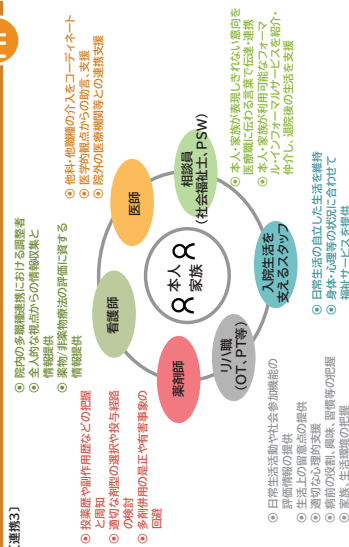 連携3]
● 院内の多職種連携における調整者
● 全人的な視点からの情報収集と
情報提供
● 薬物/非薬物療法の評価に資する
情報提供
● 他科・他職種の介入をコーディネート
● 医学的観点からの助言、支援
● 院外の医療機関等との連携支援
● 投薬歴や副作用歴などの把握
と周知
● 適切な剤型の選択や投与経路
の検討
● 多剤併用の是正や有害事象の
回避
看護師
医師
薬剤師
本人
家族
相談員
(社会福祉士、PSW)
リハ職
(OT、PT等)
入院生活を
支えるスタッフ
● 本人・家族が表現しきれない意向を
医療職に伝わる言葉で伝達・連携
● 本人・家族が利用可能なフォーマ
ル・インフォーマルサービスを紹介・
仲介し、退院後の生活を支援
● 日常生活活動や社会参加機能の
評価情報の提供
● 生活上の留意点の提供
● 適切な心理的支援
● 病前の役割、興味、習慣等の把握
● 家族、生活環境の把握
● 日常生活の自立した生活を維持
● 身体・心理等の状況に合わせて
福祉サービスを提供